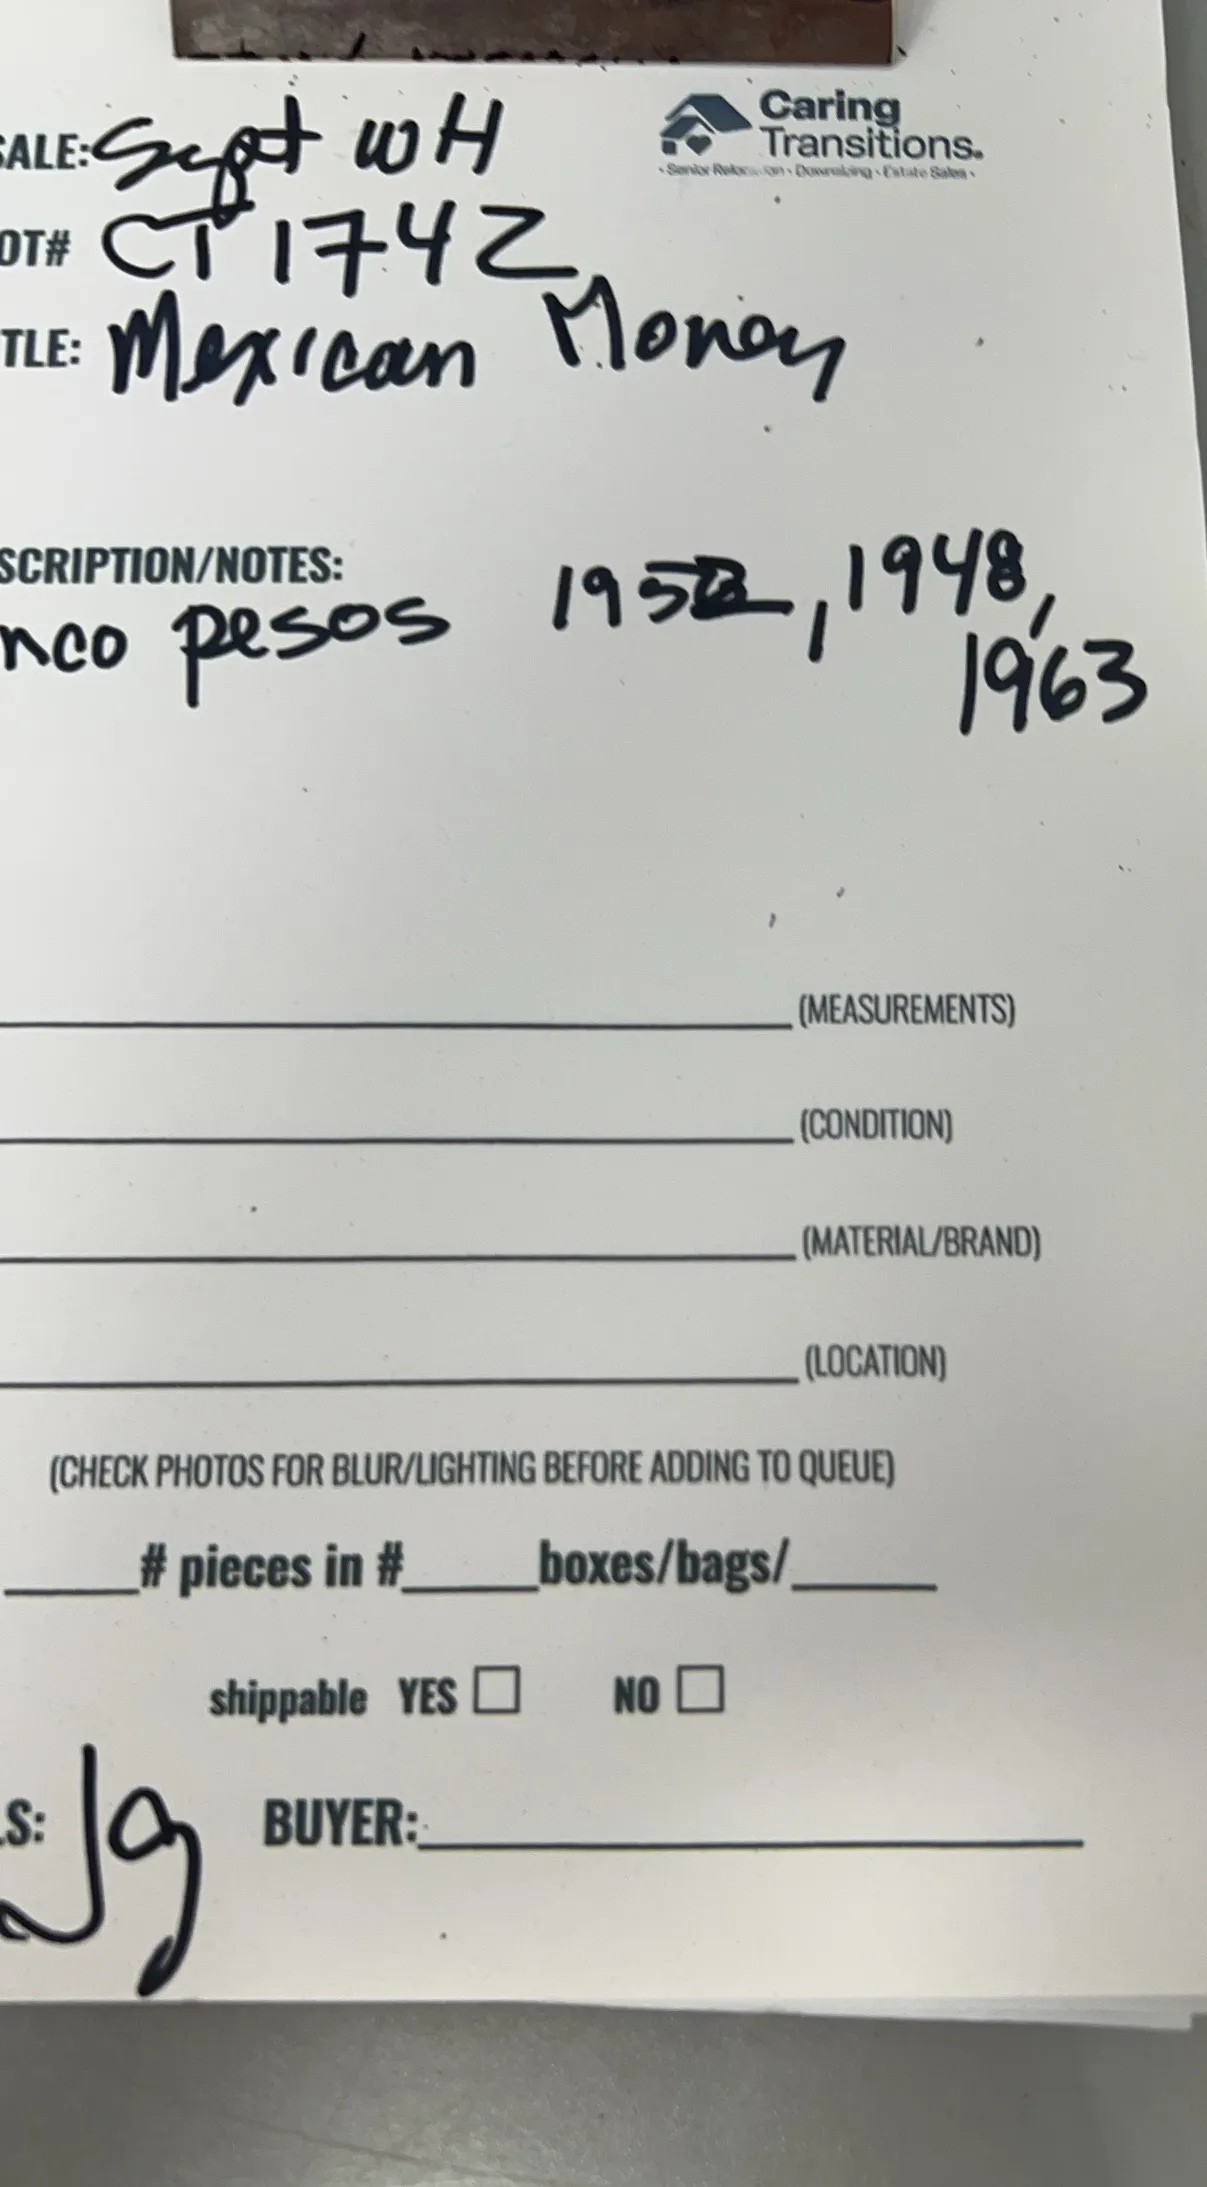 Caring
Transitions.
• Senior Relocation • Downsizing • Estate Sales •
SALE: Sept WH
OT# CT 1742
TLE: Mexican Money
SCRIPTION/NOTES:
nco pesos 1948,
1963
(MEASUREMENTS)
(CONDITION)
(MATERIAL/BRAND)
(LOCATION)
(CHECK PHOTOS FOR BLUR/LIGHTING BEFORE ADDING TO QUEUE)
# pieces in # boxes/bags/
shippable YES NO
S: BUYER: